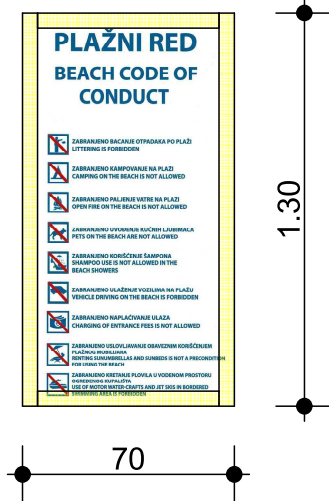 PLAŽNI RED
BEACH CODE OF
CONDUCT
ZABRANJENO BACANJE OTPADAKA PO PLAŽI
LITTERING IS FORBIDDEN
ZABRANJENO KAMPOVANJE NA PLAŽI
CAMPING ON THE BEACH IS NOT ALLOWED
ZABRANJENO PALJENJE VATRE NA PLAŽI
OPEN FIRE ON THE BEACH IS NOT ALLOWED
ZABRANJENO UVOĐENJE KUĆNIH LJUBIMACA
PETS ON THE BEACH ARE NOT ALLOWED
ZABRANJENO KORIŠĆENJE ŠAMPONA
SHAMPOO USE IS NOT ALLOWED IN THE
BEACH SHOWERS
ZABRANJENO ULAŽENJE VOZILIMA NA PLAŽU
VEHICLE DRIVING ON THE BEACH IS FORBIDDEN
ZABRANJENO NAPLAĆIVANJE ULAZA
CHARGING OF ENTRANCE FEES IS NOT ALLOWED
ZABRANJENO USLOVLJAVANJE OBAVEZNIM KORIŠĆENJEM
PLAŽNOG MOBILIJARA
RENTING SUNUMBRELLAS AND SUNBEDS IS NOT A PRECONDITION
FOR USING THE BEACH
ZABRANJENO KRETANJE PLOVILA U VODENOM PROSTORU
OGRAĐENOG KUPALIŠTA
USE OF MOTOR WATER-CRAFTS AND JET SKIS IN BORDERED
SWIMMING AREA IS FORBIDDEN
1.30
70